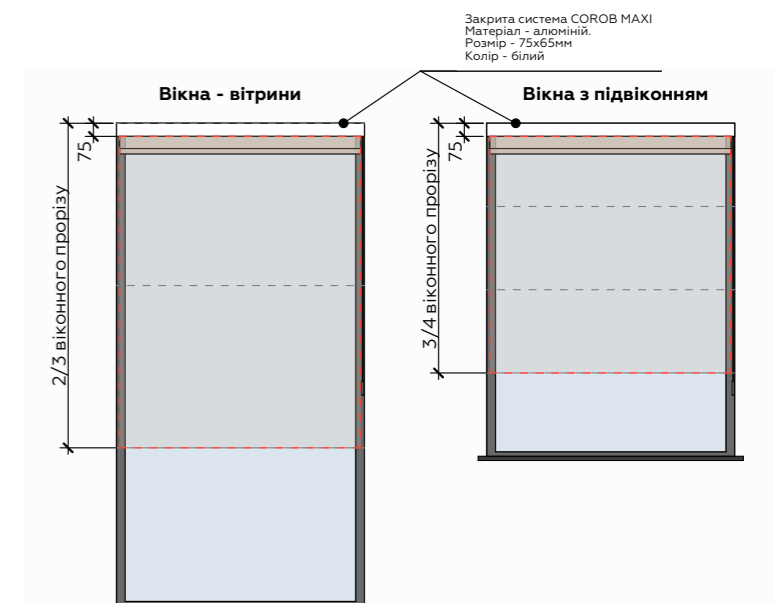 Закрита система COROB MAXI
Матеріал - алюміній.
Розмір - 75х65мм
Колір - білий
Вікна - вітрини
Вікна з підвіконням
75
2/3 віконного прорізу
75
3/4 віконного прорізу